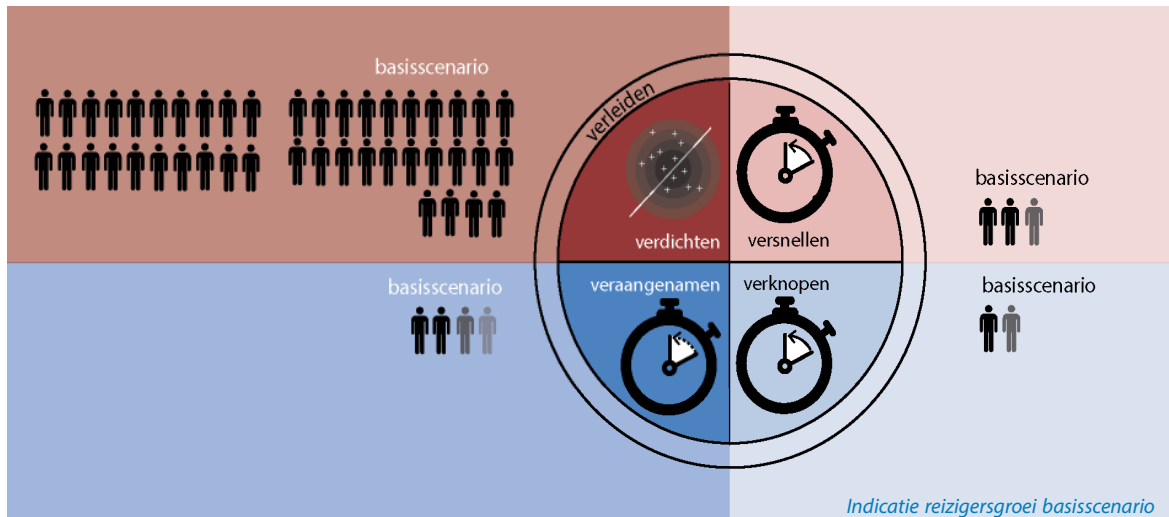 basisscenario
verleiden
verdichten
versnellen
basisscenario
basisscenario
veraangenamen
verknopen
basisscenario
Indicatie reizigersgroei basisscenario